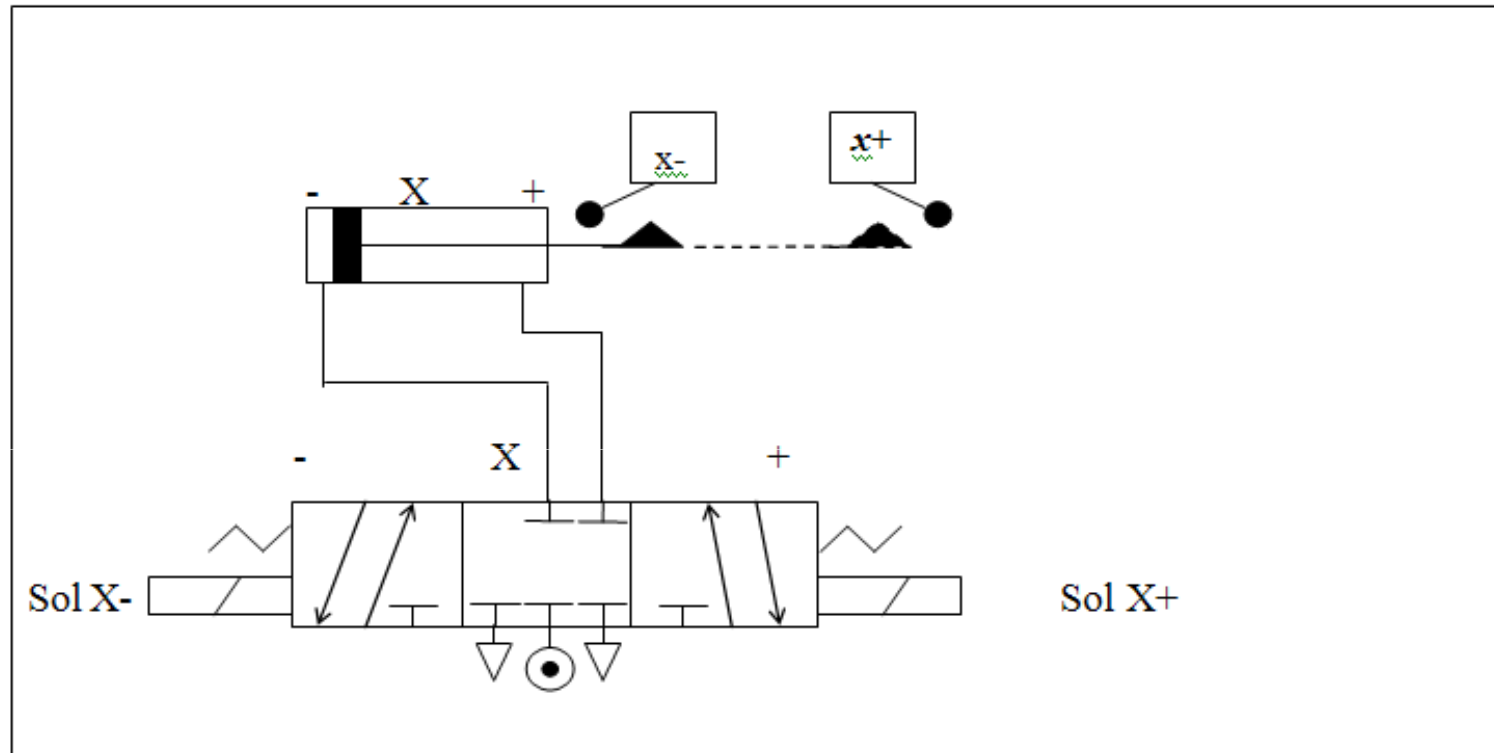 x-
x+
- X +
- X +
Sol X-
Sol X+